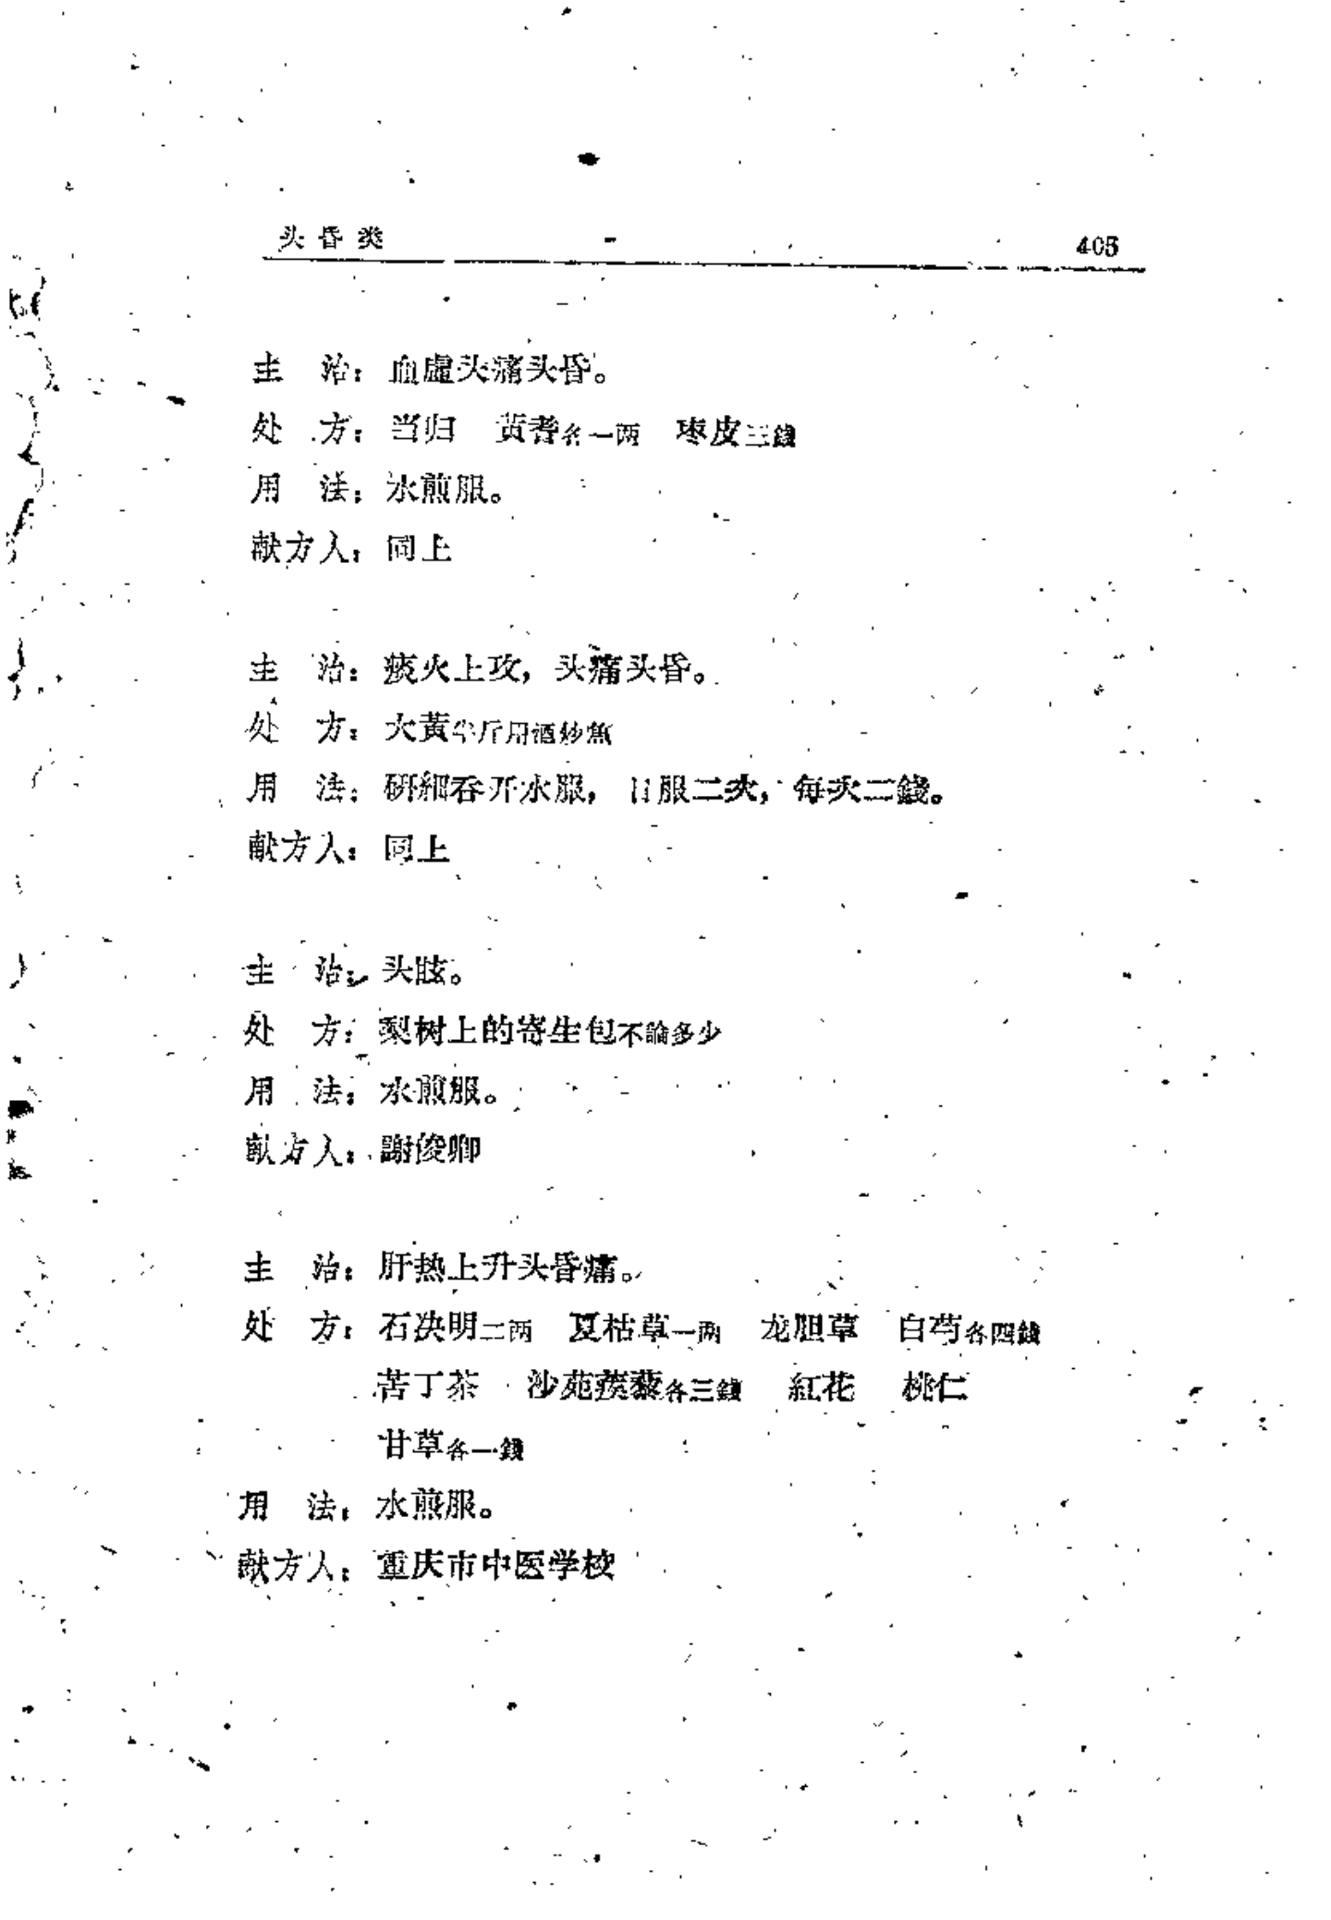 头昏类 405
主　治：血虛头痛头昏。
处　方：当归　黄耆各一两　枣皮三錢
用　法：水煎服。
献方人：同上
主　治：痰火上攻，头痛头昏。
处　方：大黃半斤用酒炒焦
用　法：研細吞开水服，日服二次，每次二錢。
献方人：同上
主　治：头眩。
处　方：梨树上的寄生包不論多少
用　法：水煎服。
献方人：謝俊卿
主　治：肝热上升头昏痛。
处　方：石决明二两　夏枯草一两　龙胆草　白芍各四錢
苦丁茶　沙苑蒺藜各三錢　紅花　桃仁
甘草各一錢
用　法：水煎服。
献方人：重庆市中医学校